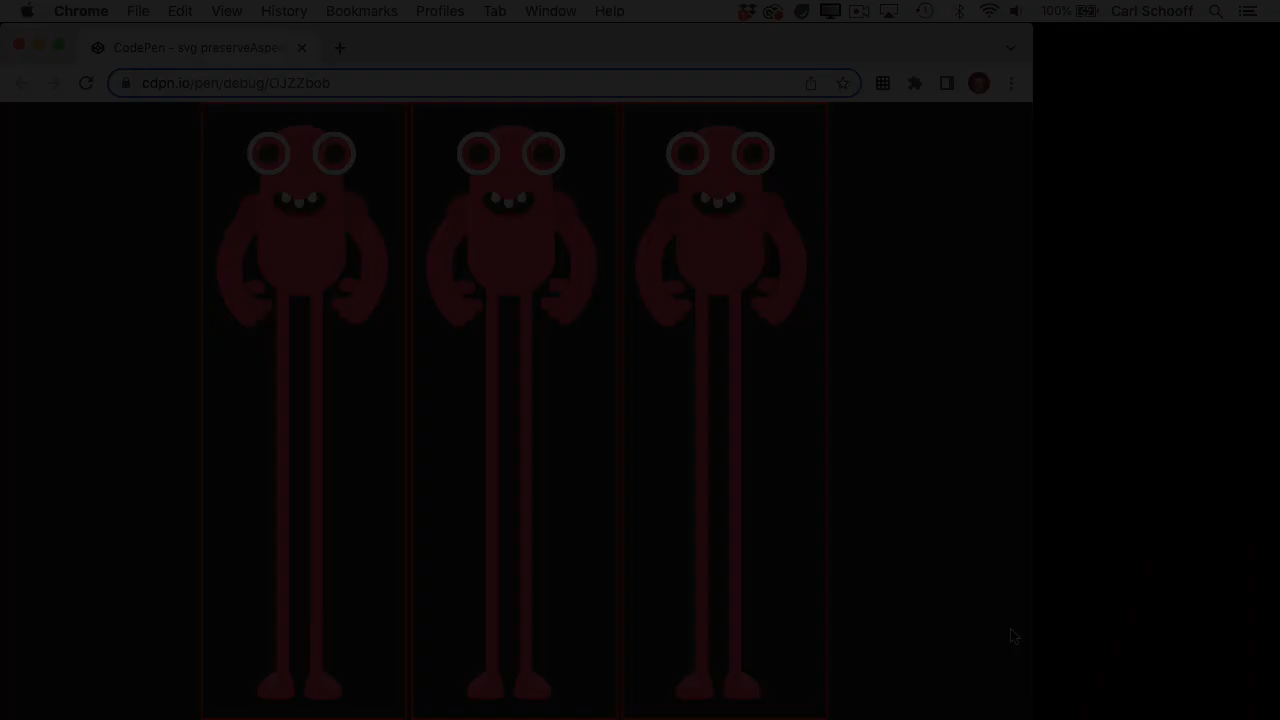 Chrome File Edit View History Bookmarks Profiles Tab Window Help 100% Carl Schooff
CodePen - svg preserveAspe
cdpn.io/pen/debug/OJZZbob